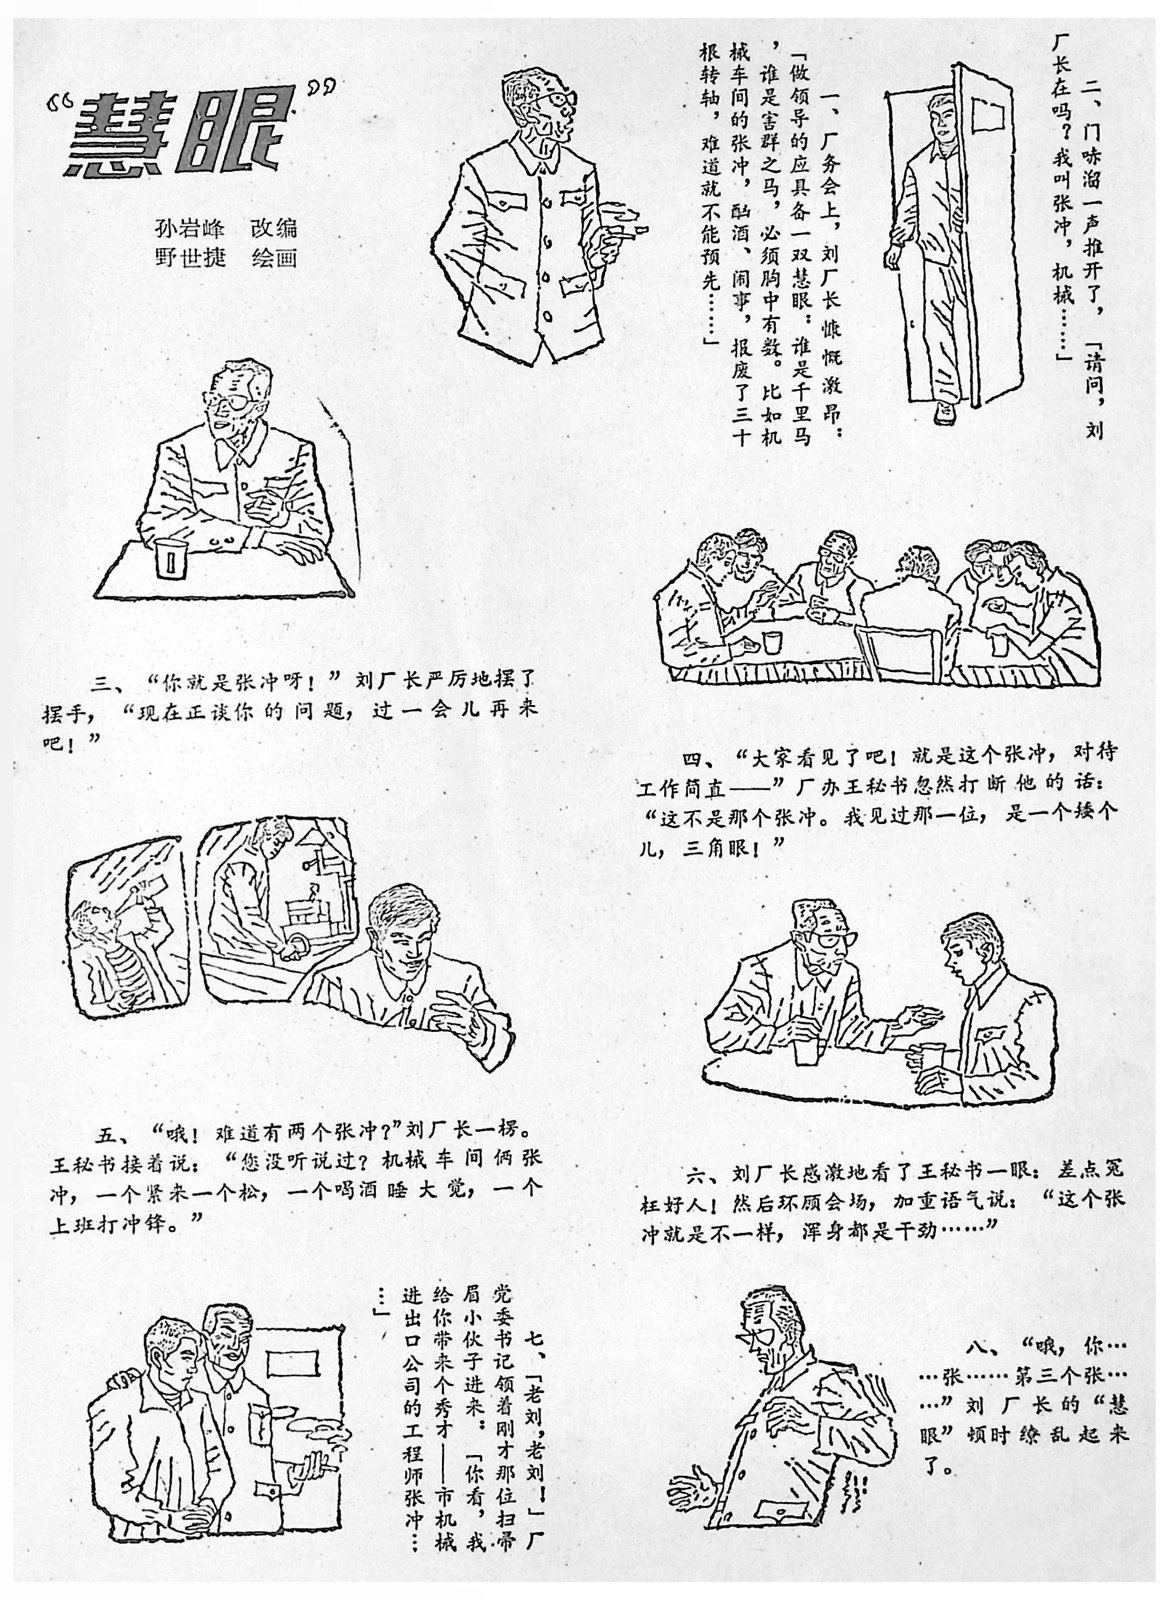 “慧眼”
孙岩峰 改编
野世捷 绘画
一、厂务会上，刘厂长慷慨激昂：
「做领导的应具备一双慧眼：谁是千里马
，谁是害群之马，必须胸中有数。比如机
械车间的张冲，酗酒、闹事，报废了三十
根转轴，难道就不能预先……」
二、门哧溜一声推开了，「请问，刘
厂长在吗？我叫张冲，机械……」
三、“你就是张冲呀！”刘厂长严厉地摆了
摆手，“现在正谈你的问题，过一会儿再来
吧！”
四、“大家看见了吧！就是这个张冲，对待
工作简直——”厂办王秘书忽然打断他的话：
“这不是那个张冲。我见过那一位，是一个矮个
儿，三角眼！”
五、“哦！难道有两个张冲？”刘厂长一楞。
王秘书接着说：“您没听说过？机械车间俩张
冲，一个紧来一个松，一个喝酒睡大觉，一个
上班打冲锋。”
六、刘厂长感激地看了王秘书一眼：差点冤
枉好人！然后环顾会场，加重语气说：“这个张
冲就是不一样，浑身都是干劲……”
七、「老刘，老刘！」厂
党委书记领着刚才那位扫帚
眉小伙子进来：「你看，我
给你带来个秀才——市机械
进出口公司的工程师张冲…
…」
八、“哦，你…
…张……第三个张…
…”刘厂长的“慧
眼”顿时缭乱起来
了。